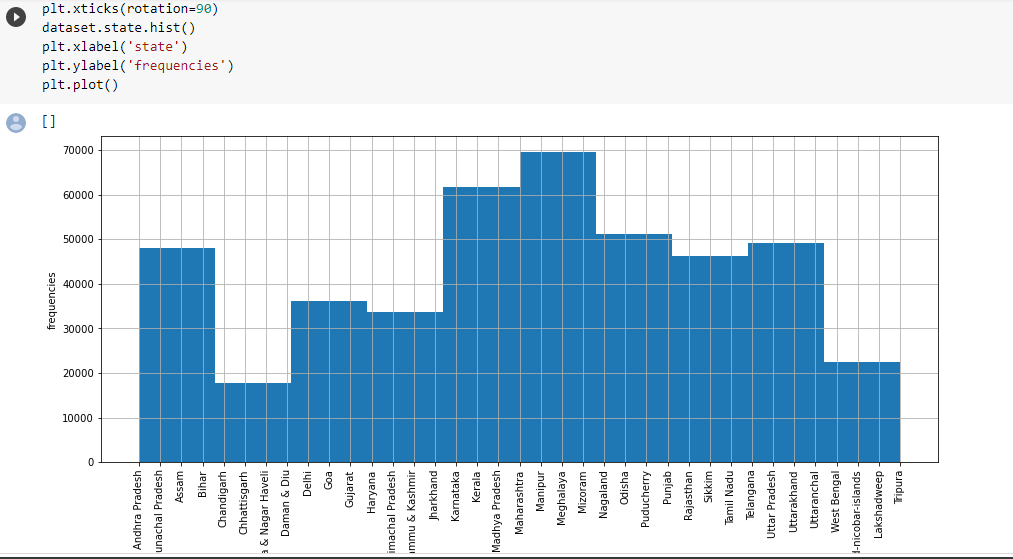 plt.xticks(rotation=90)
dataset.state.hist()
plt.xlabel('state')
plt.ylabel('frequencies')
plt.plot()
[]
70000
60000
50000
40000
30000
20000
10000
0
frequencies
Andhra Pradesh
unachal Pradesh
Assam
Bihar
Chandigarh
Chhattisgarh
a & Nagar Haveli
Daman & Diu
Delhi
Goa
Gujarat
Haryana
imachal Pradesh
mmu & Kashmir
Jharkhand
Karnataka
Kerala
Madhya Pradesh
Maharashtra
Manipur
Meghalaya
Mizoram
Nagaland
Odisha
Puducherry
Punjab
Rajasthan
Sikkim
Tamil Nadu
Telangana
Uttar Pradesh
Uttarakhand
Uttaranchal
West Bengal
d-nicobar-islands
Lakshadweep
Tripura